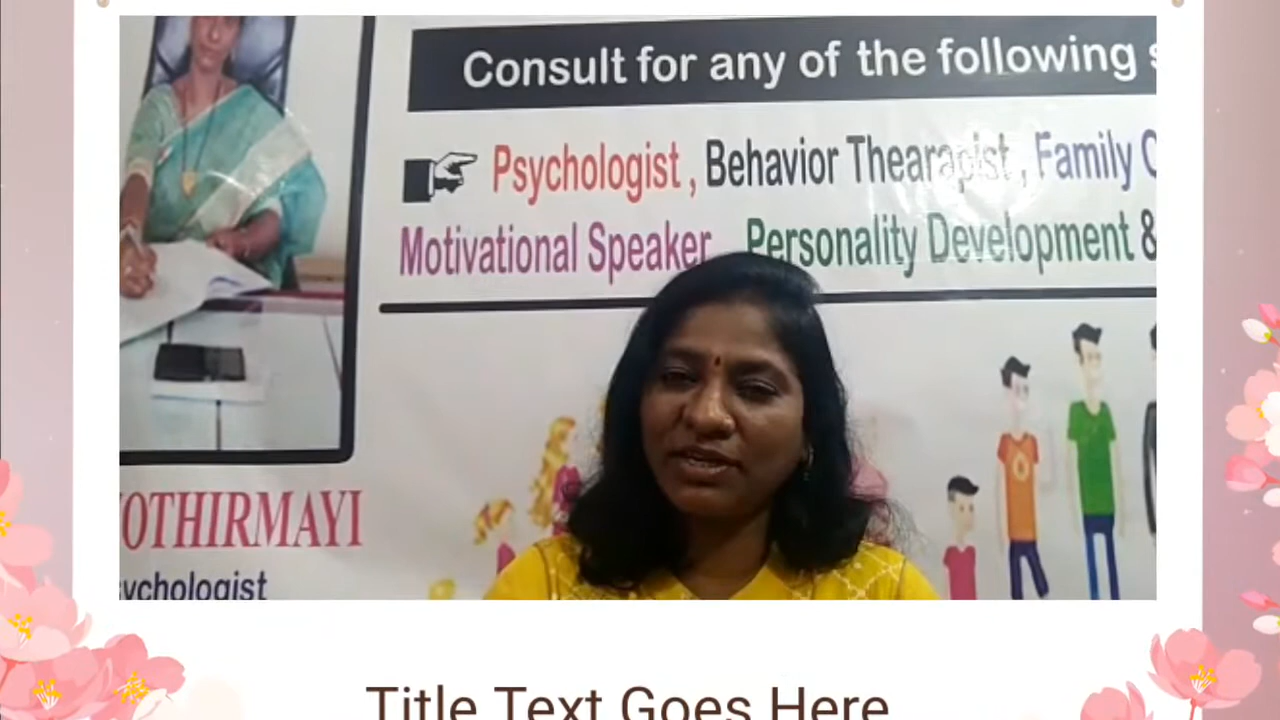 Consult for any of the following
Psychologist, Behavior Thearapist, Family
Motivational Speaker Personality Development &
OTHIRMAYI
sychologist
Title Text Goes Here